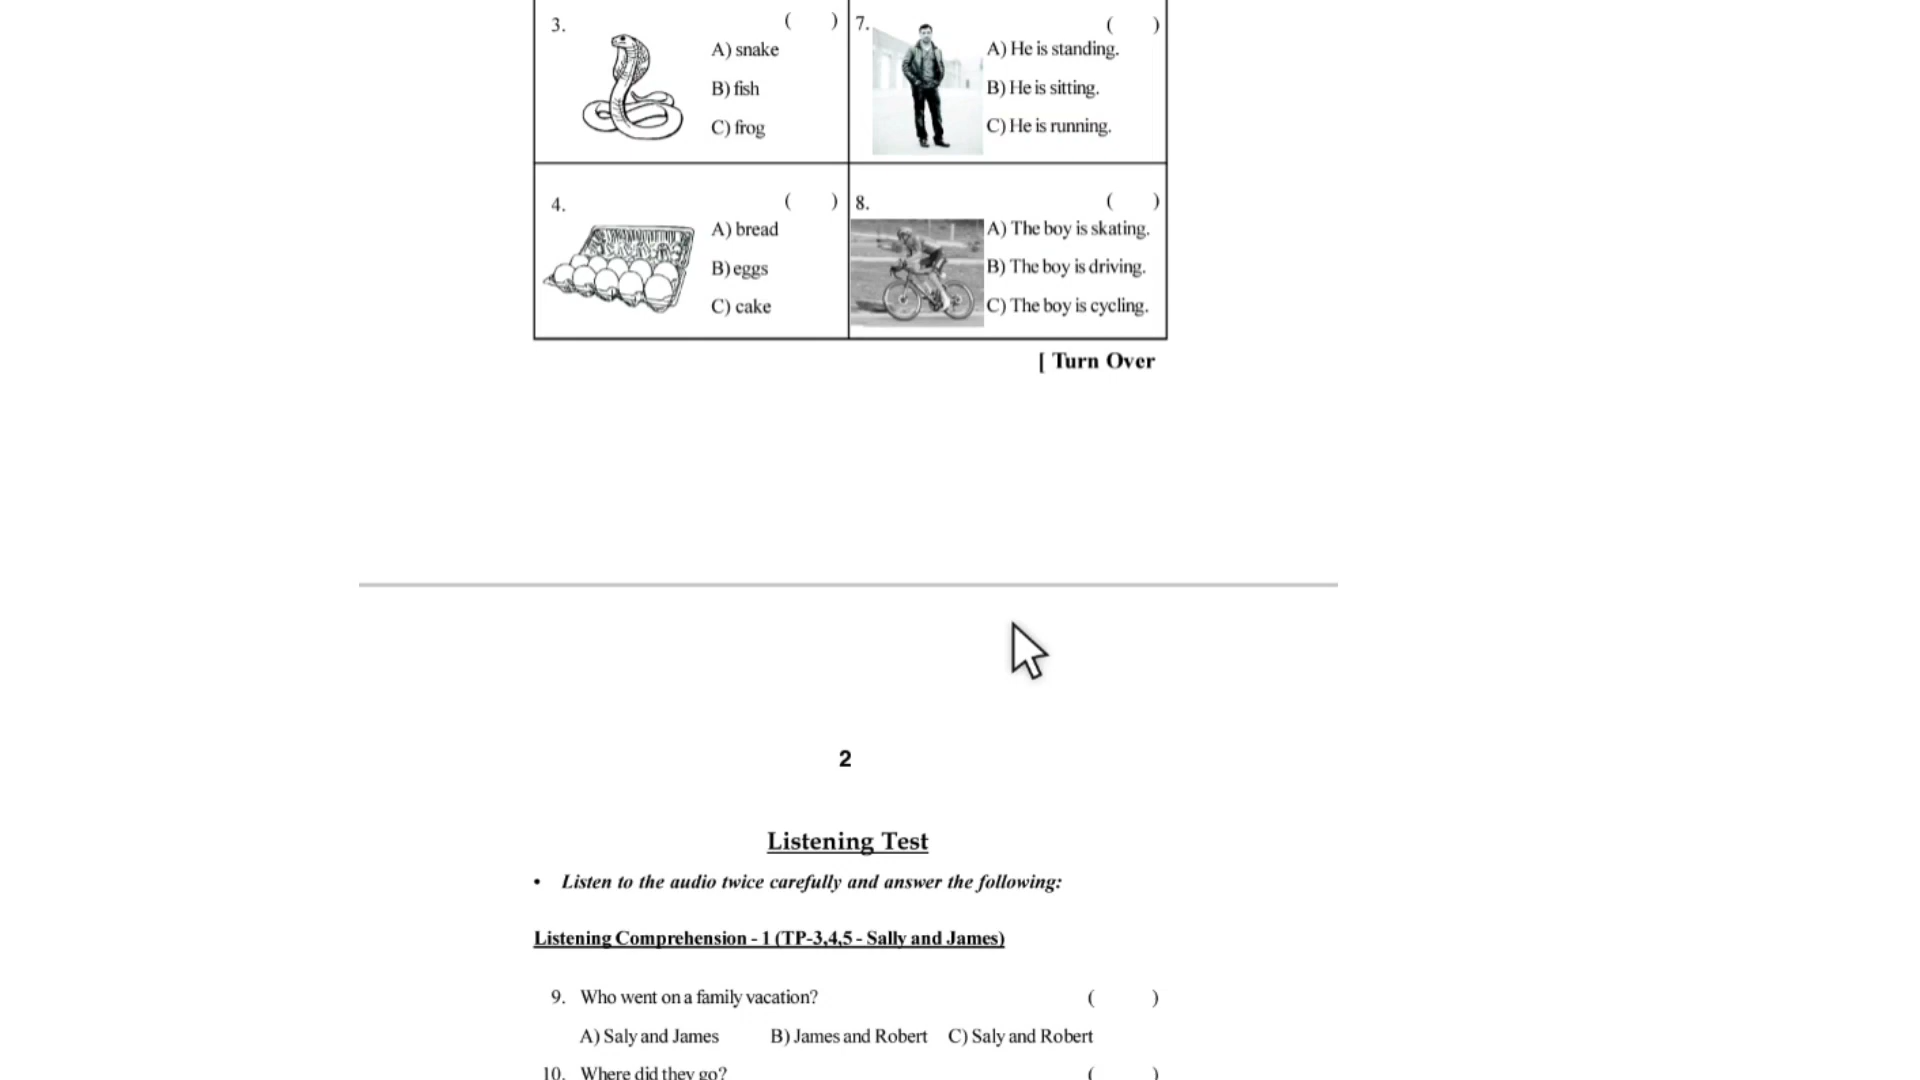 3. ( )
A) snake
B) fish
C) frog
7. ( )
A) He is standing.
B) He is sitting.
C) He is running.
4. ( )
A) bread
B) eggs
C) cake
8. ( )
A) The boy is skating.
B) The boy is driving.
C) The boy is cycling.
[ Turn Over
2
Listening Test
• Listen to the audio twice carefully and answer the following:
Listening Comprehension - 1 (TP-3,4,5 - Sally and James)
9. Who went on a family vacation? ( )
A) Saly and James B) James and Robert C) Saly and Robert
10. Where did they go? ( )